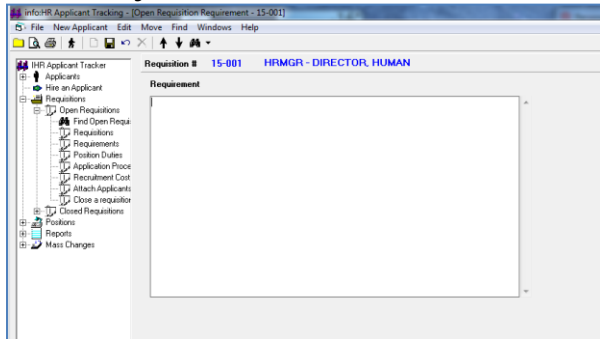 info:HR Applicant Tracking - [Open Requisition Requirement - 15-001]
File New Applicant Edit Move Find Windows Help
IHR Applicant Tracker
Applicants
Hire an Applicant
Requisitions
Open Requisitions
Find Open Requi
Requisitions
Requirements
Position Duties
Application Proce
Recruitment Cost
Attach Applicants
Close a requisition
Closed Requisitions
Positions
Reports
Mass Changes
Requisition # 15-001 HRMGR - DIRECTOR, HUMAN
Requirement